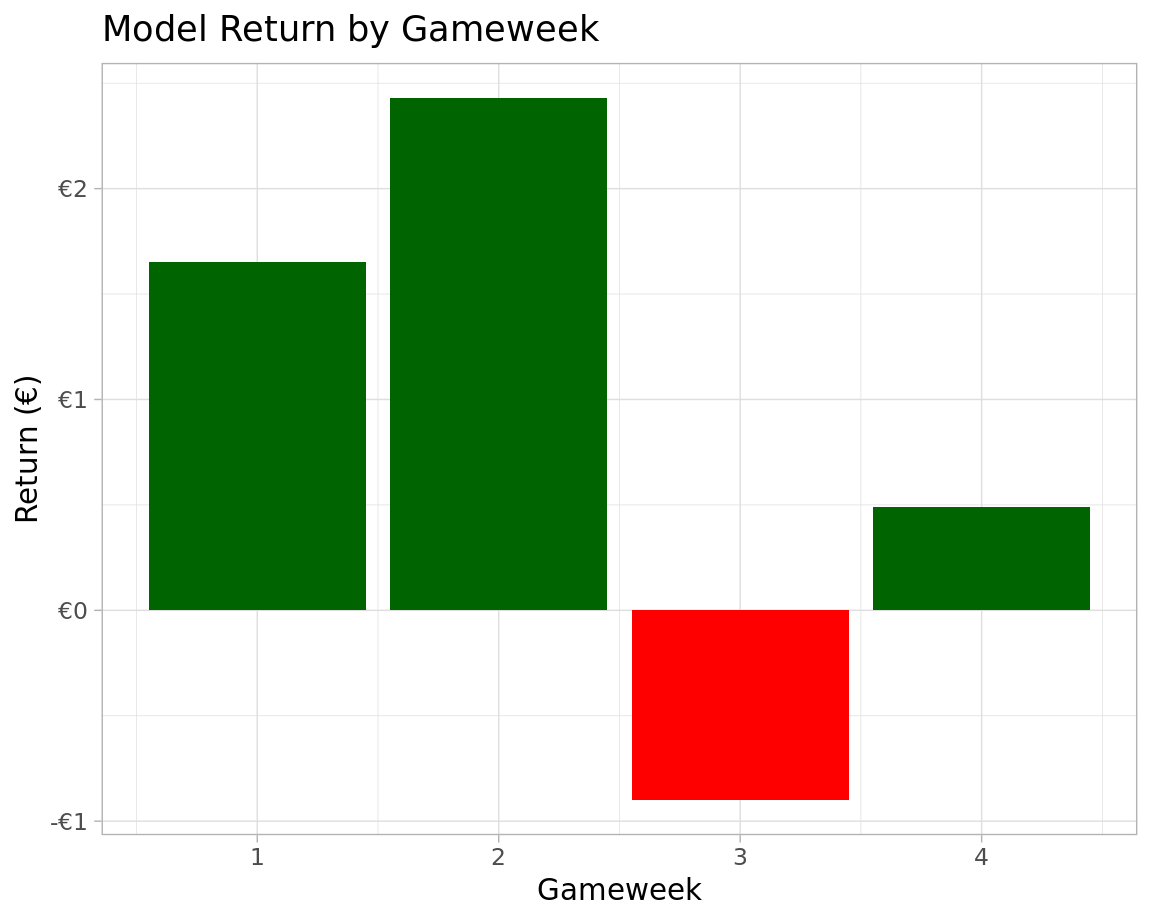 Model Return by Gameweek
Return (€)
€2
€1
€0
-€1
1 2 3 4
Gameweek